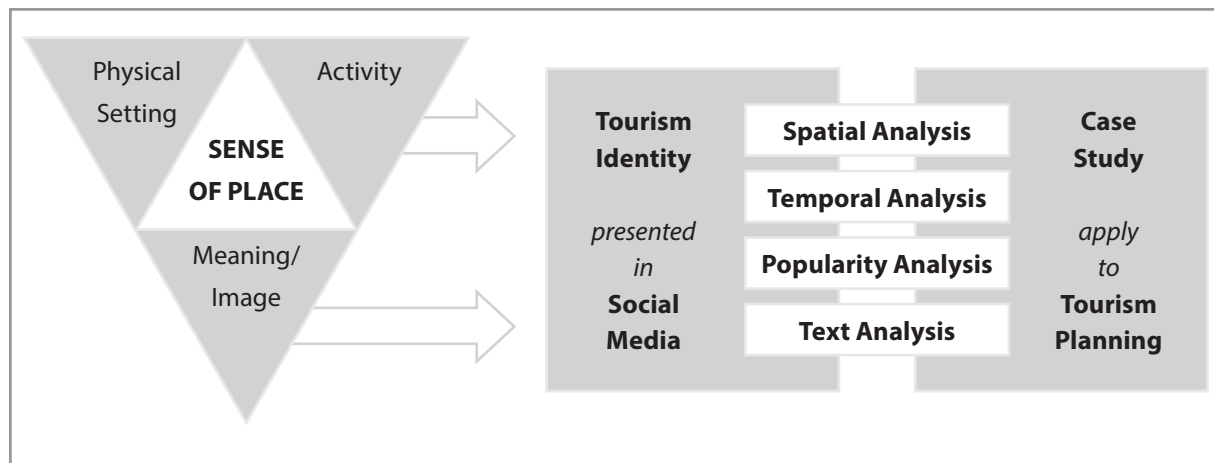 Physical
Setting
Activity
SENSE
OF PLACE
Meaning/
Image
Tourism
Identity
presented
in
Social
Media
Spatial Analysis
Temporal Analysis
Popularity Analysis
Text Analysis
Case
Study
apply
to
Tourism
Planning